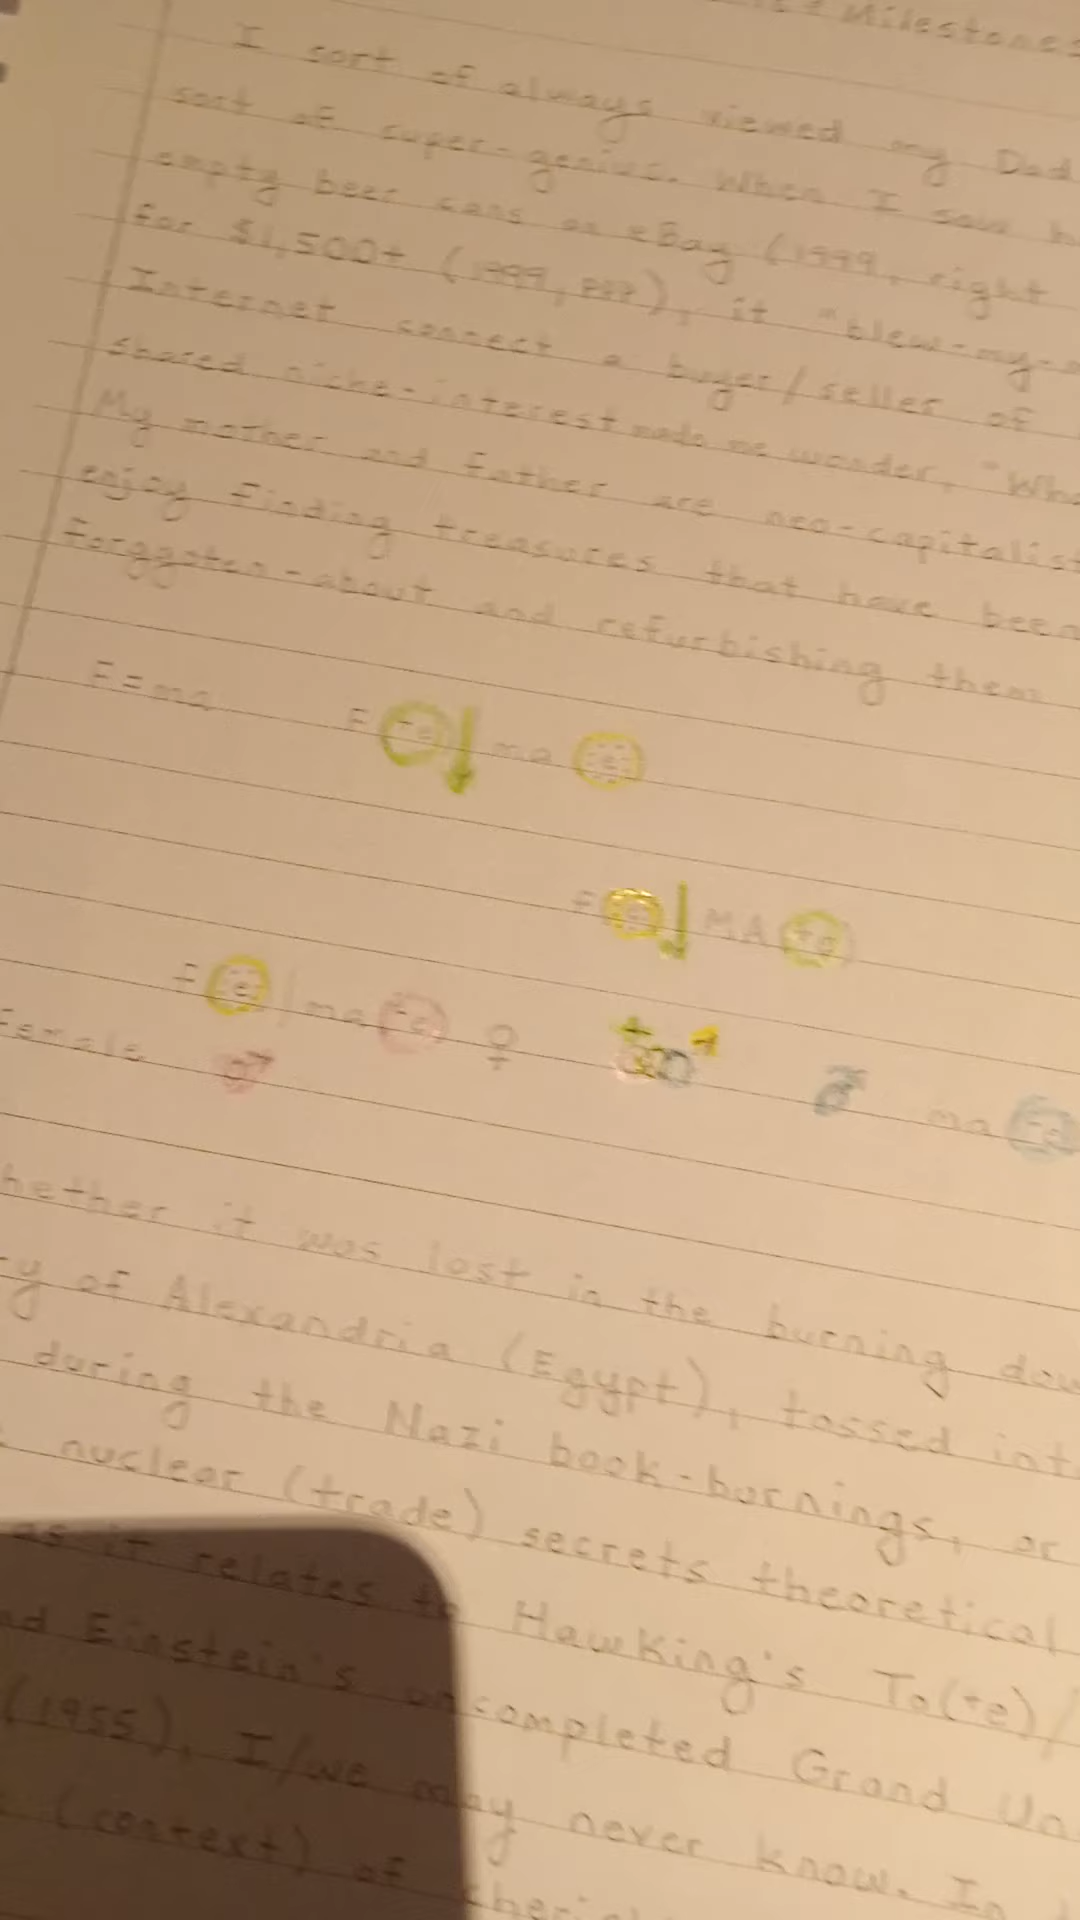 Milestones
I sort of always viewed my Dad
sort of super-genius. When I saw h
empty beer cans on eBay (1999, right
for $1,500+ (1999, ), it "blew-my-
Internet connect a buyer/seller of
shared niche-interest made me wonder, "Wh
My mother and father are neo-capitalist
enjoy finding treasures that have been
forggoten-about and refurbishing them
F=ma F (+e) ma (e)
F (e) MA (+e)
F (e) ma ♀ ma
Female ♂
hether it was lost in the burning dow
y of Alexandria (Egypt), tossed int
during the Nazi book-burnings, or
nuclear (trade) secrets theoretical
as it relates to Hawking's To(+e)/
nd Einstein's uncompleted Grand Un
(1955), I/we may never know. In
(context) of